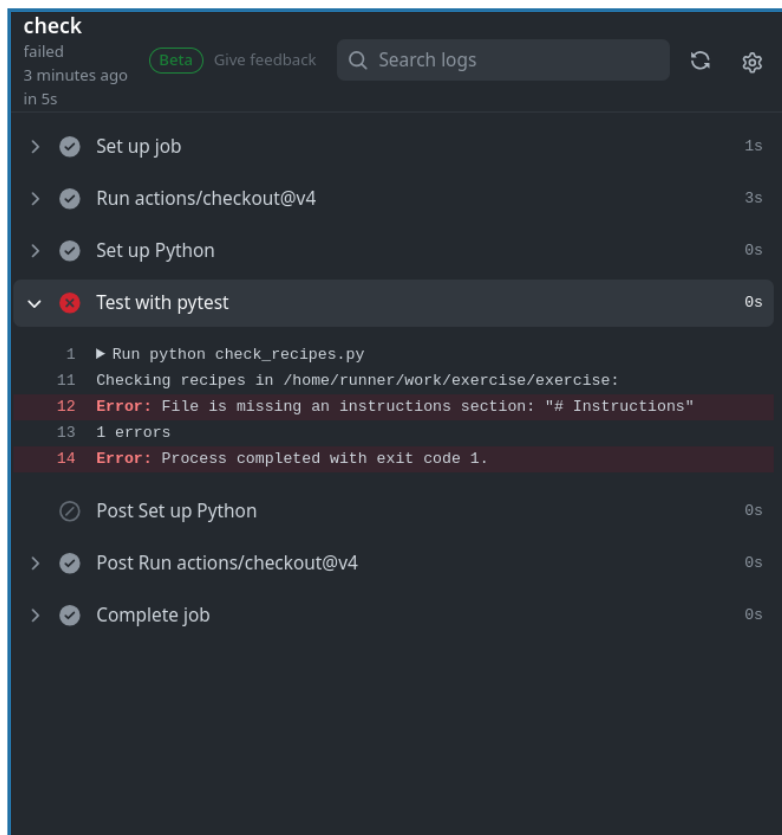 check
failed
3 minutes ago
in 5s
Beta Give feedback
Search logs
Set up job 1s
Run actions/checkout@v4 3s
Set up Python 0s
Test with pytest 0s
1 Run python check_recipes.py
11 Checking recipes in /home/runner/work/exercise/exercise:
12 Error: File is missing an instructions section: "# Instructions"
13 1 errors
14 Error: Process completed with exit code 1.
Post Set up Python 0s
Post Run actions/checkout@v4 0s
Complete job 0s